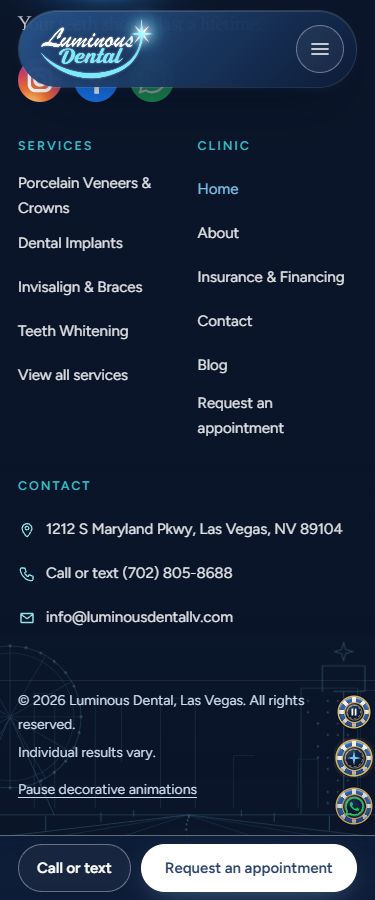 Luminous
Dental
SERVICES
Porcelain Veneers &
Crowns
Dental Implants
Invisalign & Braces
Teeth Whitening
View all services
CLINIC
Home
About
Insurance & Financing
Contact
Blog
Request an
appointment
CONTACT
1212 S Maryland Pkwy, Las Vegas, NV 89104
Call or text (702) 805-8688
info@luminousdentallv.com
© 2026 Luminous Dental, Las Vegas. All rights
reserved.
Individual results vary.
Pause decorative animations
Call or text
Request an appointment